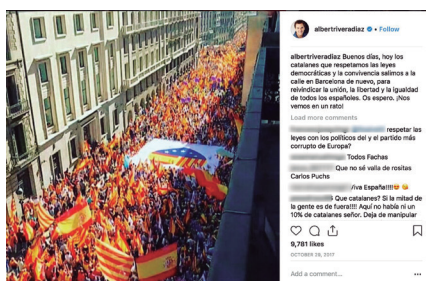 albertriveradiaz • Follow
albertriveradiaz Buenos días, hoy los
catalanes que respetamos las leyes
democráticas y la convivencia salimos a la
calle en Barcelona de nuevo, para
reivindicar la unión, la libertad y la igualdad
de todos los españoles. Os espero. ¡Nos
vemos en un rato!
Load more comments
respetar las
leyes con los políticos del y el partido más
corrupto de Europa?
Todos Fachas
Que no sé valla de rositas
Carlos Puchs
Viva España!!!!
Que catalanes? Si la mitad de
la gente es de fuera!!!! Aquí no había ni un
10% de catalanes señor. Deja de manipular
9,781 likes
OCTOBER 29, 2017
Add a comment...